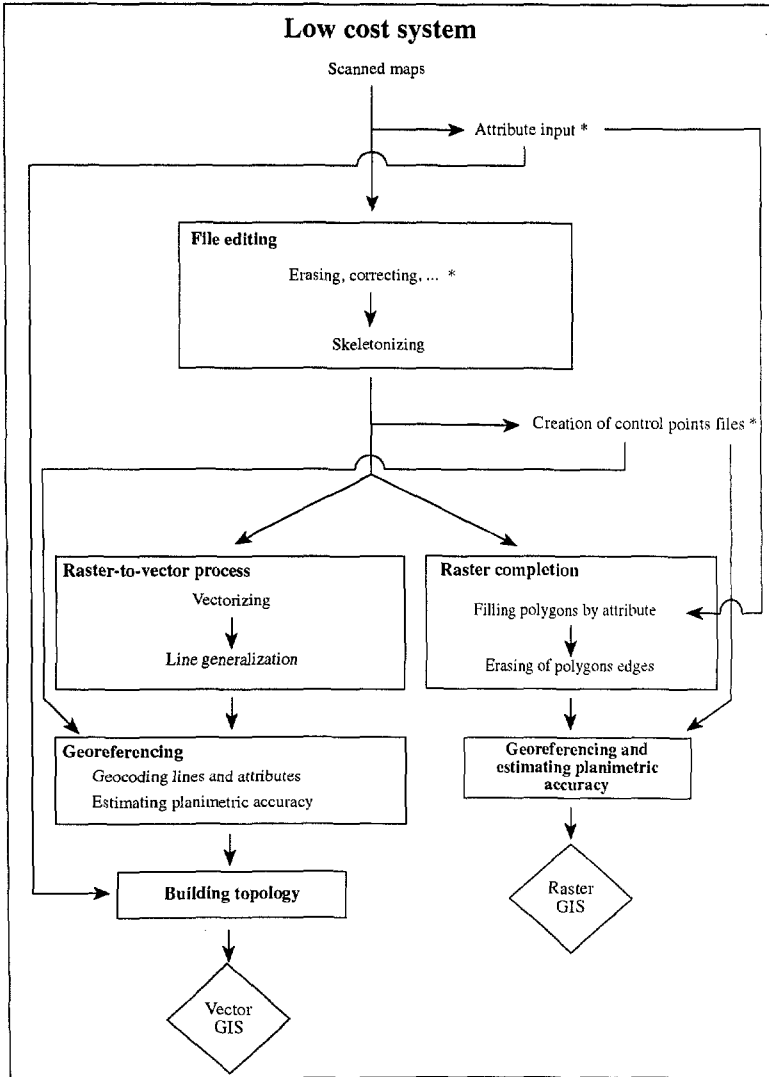 Low cost system
Scanned maps
Attribute input *
File editing
Erasing, correcting, ... *
Skeletonizing
Creation of control points files *
Raster-to-vector process
Vectorizing
Line generalization
Raster completion
Filling polygons by attribute
Erasing of polygons edges
Georeferencing
Geocoding lines and attributes
Estimating planimetric accuracy
Georeferencing and
estimating planimetric
accuracy
Building topology
Raster
GIS
Vector
GIS